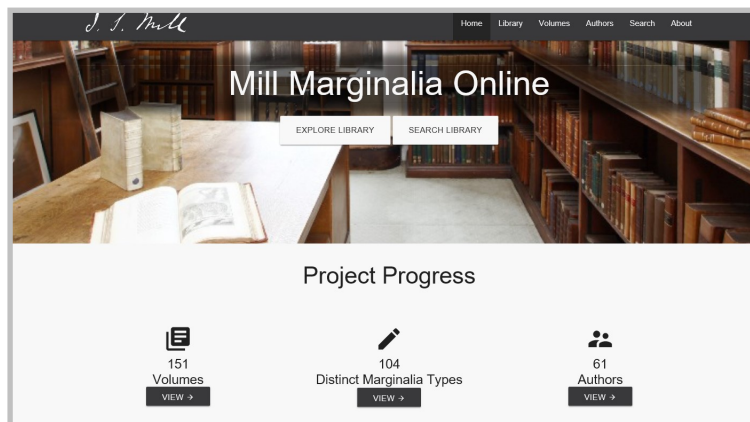 J. S. Mill
Home Library Volumes Authors Search About
Mill Marginalia Online
EXPLORE LIBRARY SEARCH LIBRARY
Project Progress
151 104 61
Volumes Distinct Marginalia Types Authors
VIEW → VIEW → VIEW →